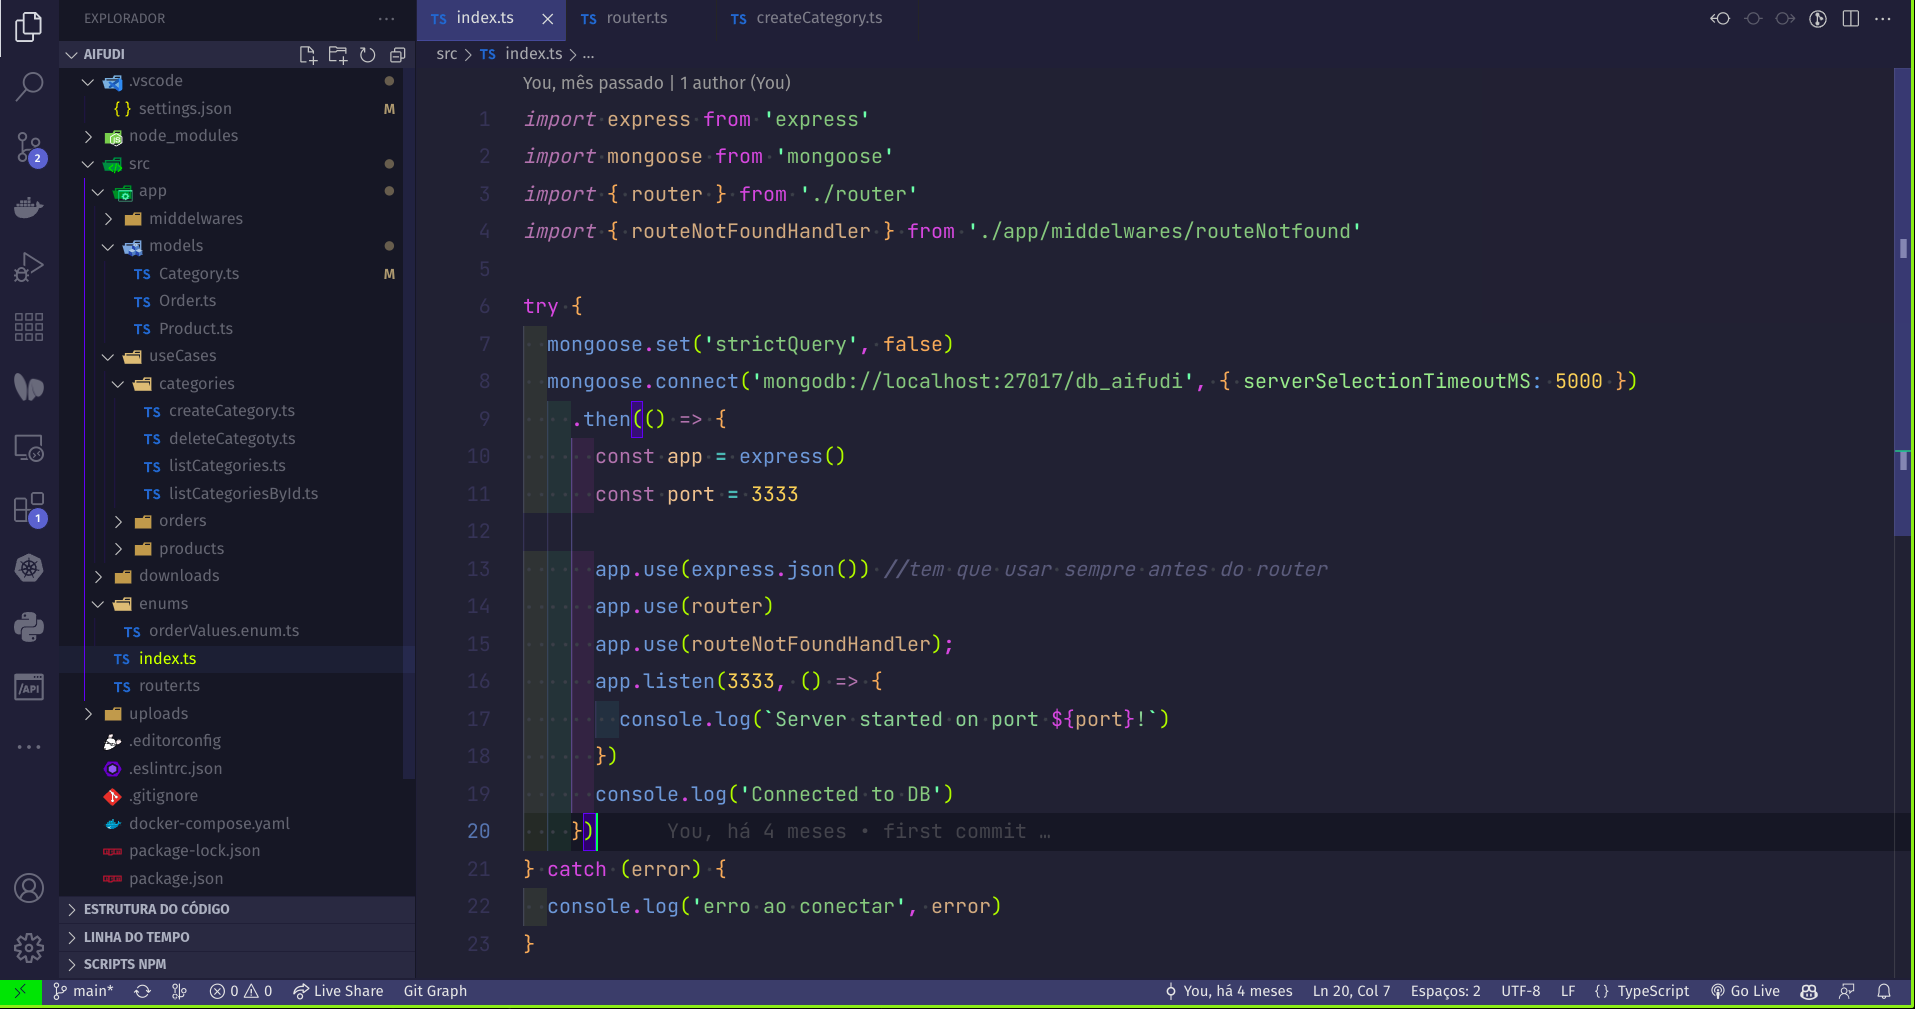 EXPLORADOR
AIFUDI
.vscode
settings.json M
node_modules
src
app
middelwares
models
TS Category.ts M
TS Order.ts
TS Product.ts
useCases
categories
TS createCategory.ts
TS deleteCategoty.ts
TS listCategories.ts
TS listCategoriesById.ts
orders
products
downloads
enums
TS orderValues.enum.ts
TS index.ts
TS router.ts
uploads
.editorconfig
.eslintrc.json
.gitignore
docker-compose.yaml
package-lock.json
package.json
ESTRUTURA DO CÓDIGO
LINHA DO TEMPO
SCRIPTS NPM
2
1
/API
TS index.ts
TS router.ts
TS createCategory.ts
src > TS index.ts > ...
You, mês passado | 1 author (You)
1 import express from 'express'
2 import mongoose from 'mongoose'
3 import { router } from './router'
4 import { routeNotFoundHandler } from './app/middelwares/routeNotfound'
5
6 try {
7 mongoose.set('strictQuery', false)
8 mongoose.connect('mongodb://localhost:27017/db_aifudi', { serverSelectionTimeoutMS: 5000 })
9 .then(() => {
10 const app = express()
11 const port = 3333
12
13 app.use(express.json()) //tem que usar sempre antes do router
14 app.use(router)
15 app.use(routeNotFoundHandler);
16 app.listen(3333, () => {
17 console.log(`Server started on port ${port}!`)
18 })
19 console.log('Connected to DB')
20 }) You, há 4 meses • first commit …
21 } catch (error) {
22 console.log('erro ao conectar', error)
23 }
main* 0 0 Live Share Git Graph You, há 4 meses Ln 20, Col 7 Espaços: 2 UTF-8 LF {} TypeScript Go Live